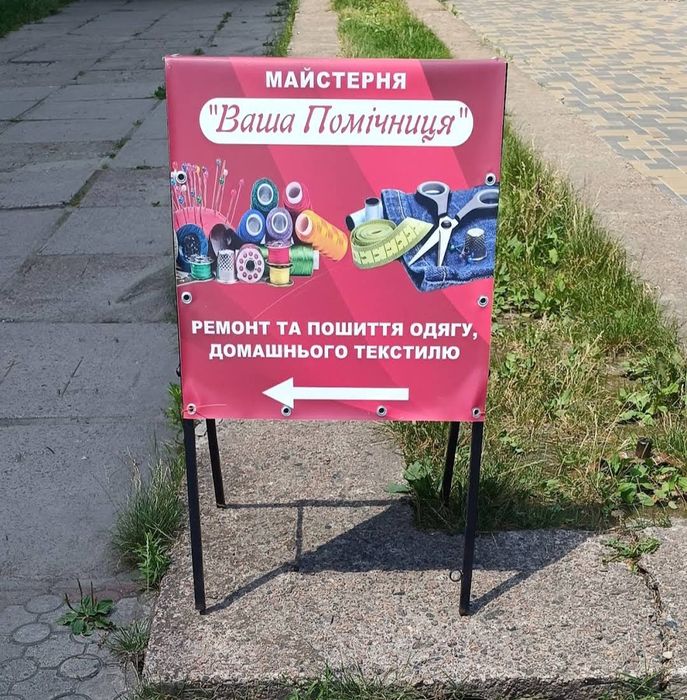 МАЙСТЕРНЯ
"Ваша Помічниця"
РЕМОНТ ТА ПОШИТТЯ ОДЯГУ,
ДОМАШНЬОГО ТЕКСТИЛЮ